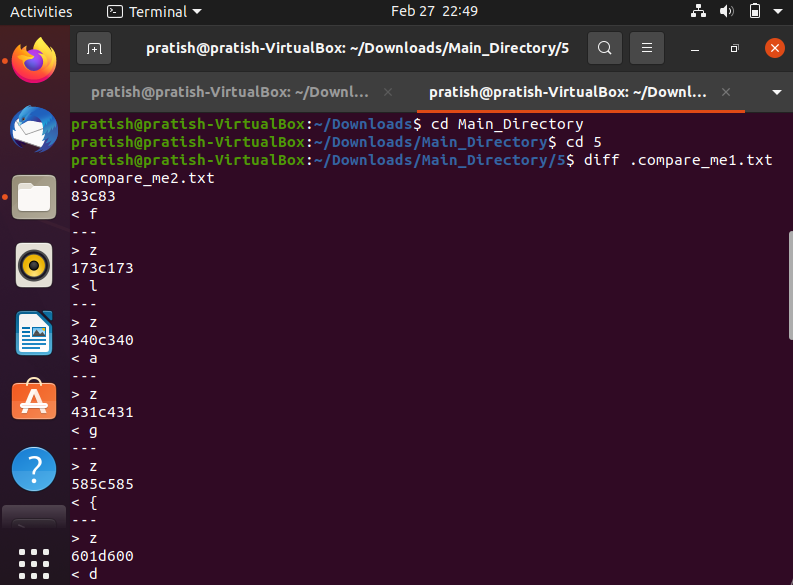 Activities
Terminal
Feb 27 22:49
pratish@pratish-VirtualBox: ~/Downloads/Main_Directory/5
pratish@pratish-VirtualBox: ~/Downl...
pratish@pratish-VirtualBox: ~/Downl...
pratish@pratish-VirtualBox:~/Downloads$ cd Main_Directory
pratish@pratish-VirtualBox:~/Downloads/Main_Directory$ cd 5
pratish@pratish-VirtualBox:~/Downloads/Main_Directory/5$ diff .compare_me1.txt
.compare_me2.txt
83c83
< f
---
> z
173c173
< l
---
> z
340c340
< a
---
> z
431c431
< g
---
> z
585c585
< {
---
> z
601d600
< d